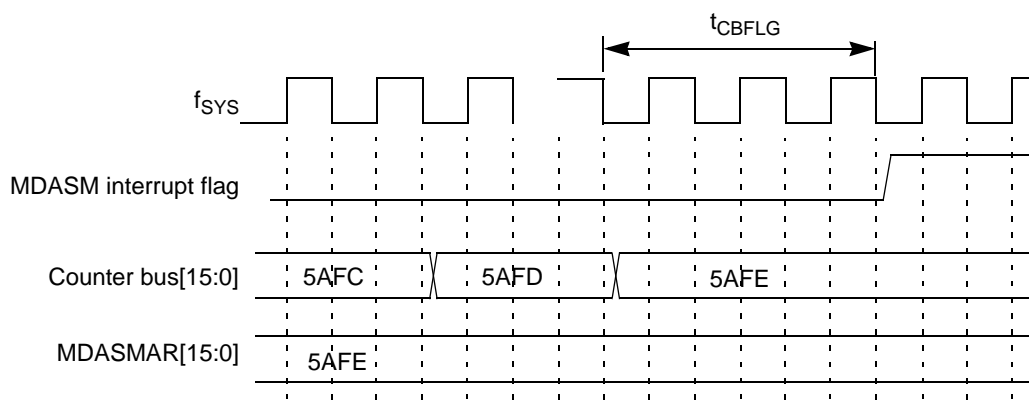 tCBFLG
fSYS
MDASM interrupt flag
Counter bus[15:0] 5AFC 5AFD 5AFE
MDASMAR[15:0] 5AFE